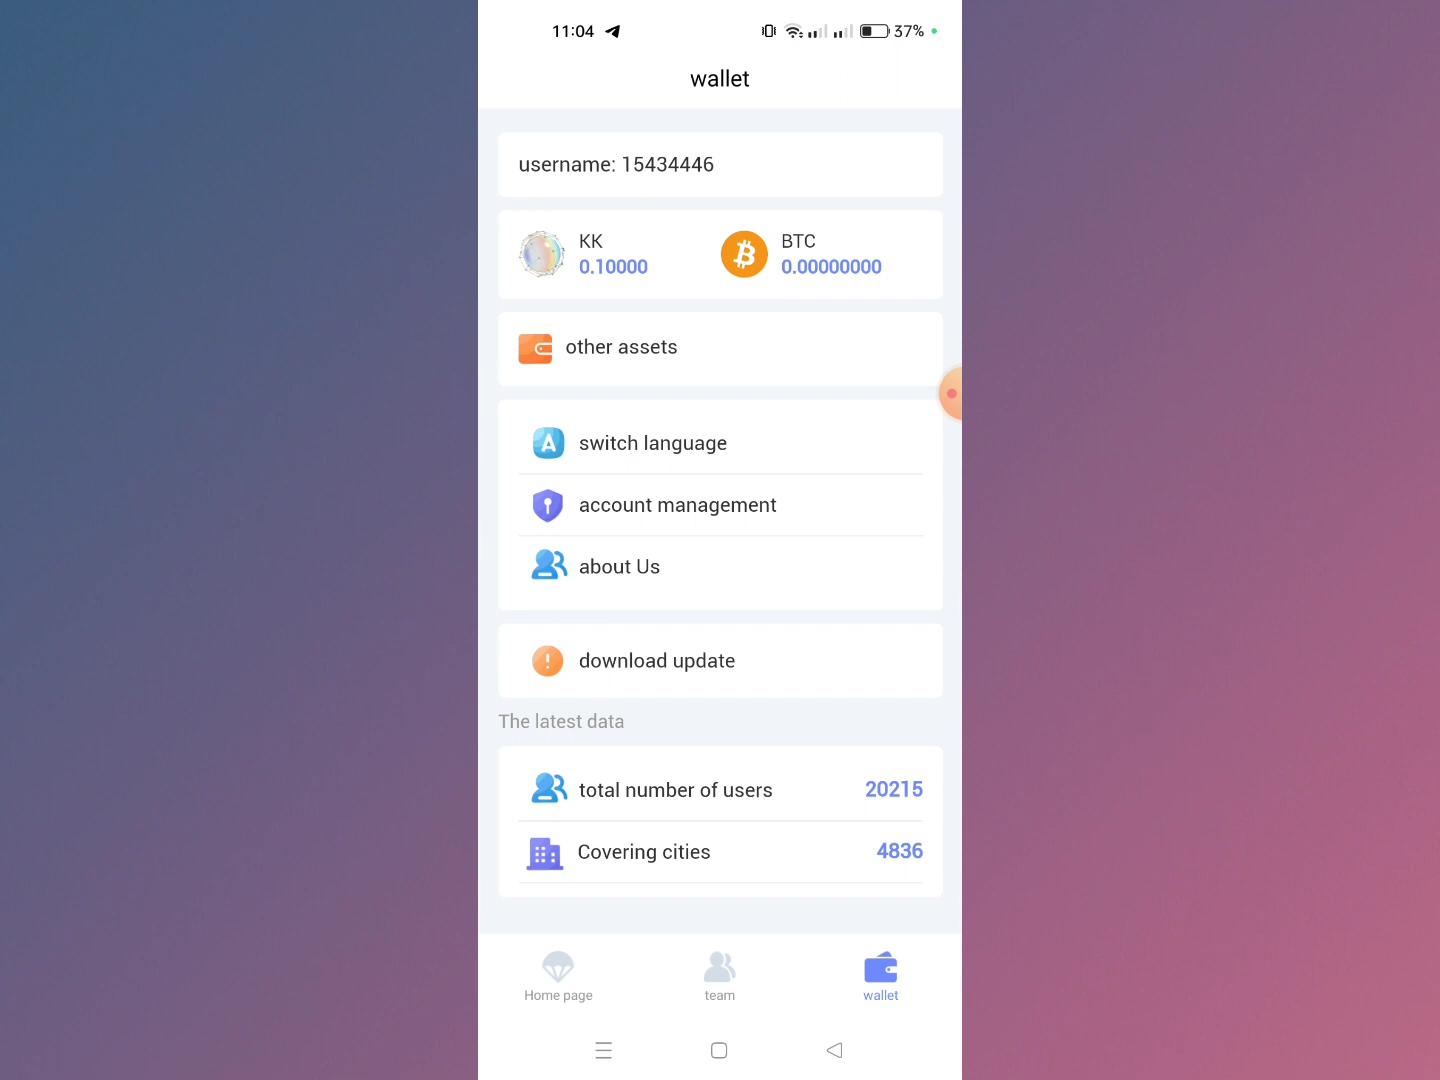 11:04
37%
wallet
username: 15434446
KK
0.10000
BTC
0.00000000
other assets
switch language
account management
about Us
download update
The latest data
total number of users 20215
Covering cities 4836
Home page
team
wallet